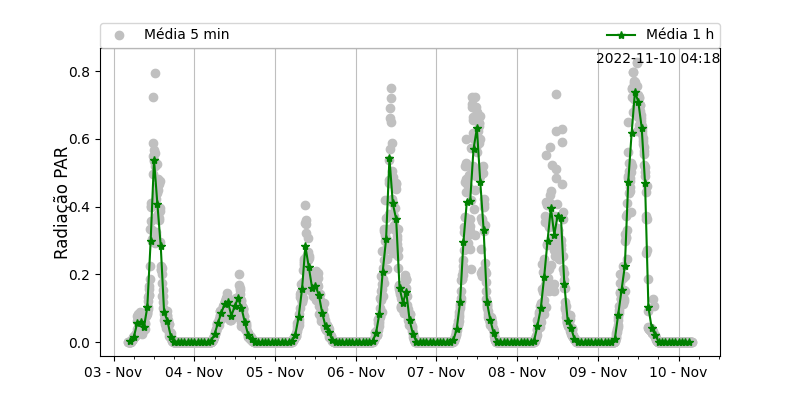 Média 5 min
Média 1 h
2022-11-10 04:18
Radiação PAR
0.8
0.6
0.4
0.2
0.0
03 - Nov
04 - Nov
05 - Nov
06 - Nov
07 - Nov
08 - Nov
09 - Nov
10 - Nov